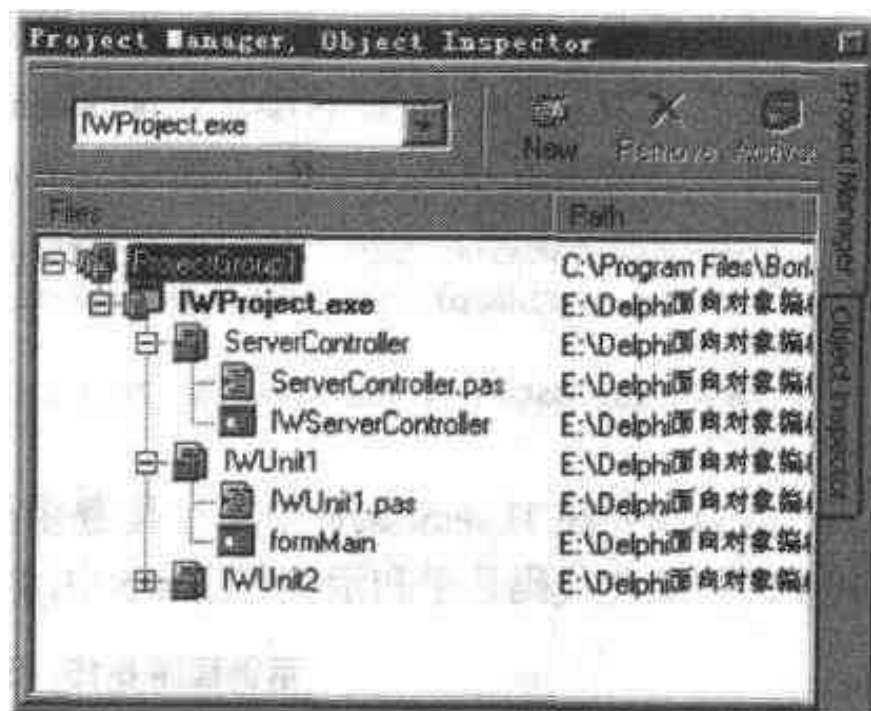 Project Manager, Object Inspector
IWProject.exe
New Remove Activate
Files Path
ProjectGroup1 C:\Program Files\Borl
IWProject.exe E:\Delphi面向对象编
ServerController E:\Delphi面向对象编
ServerController.pas E:\Delphi面向对象编
IWServerController E:\Delphi面向对象编
IWUnit1 E:\Delphi面向对象编
IWUnit1.pas E:\Delphi面向对象编
formMain E:\Delphi面向对象编
IWUnit2 E:\Delphi面向对象编
Project Manager
Object Inspector